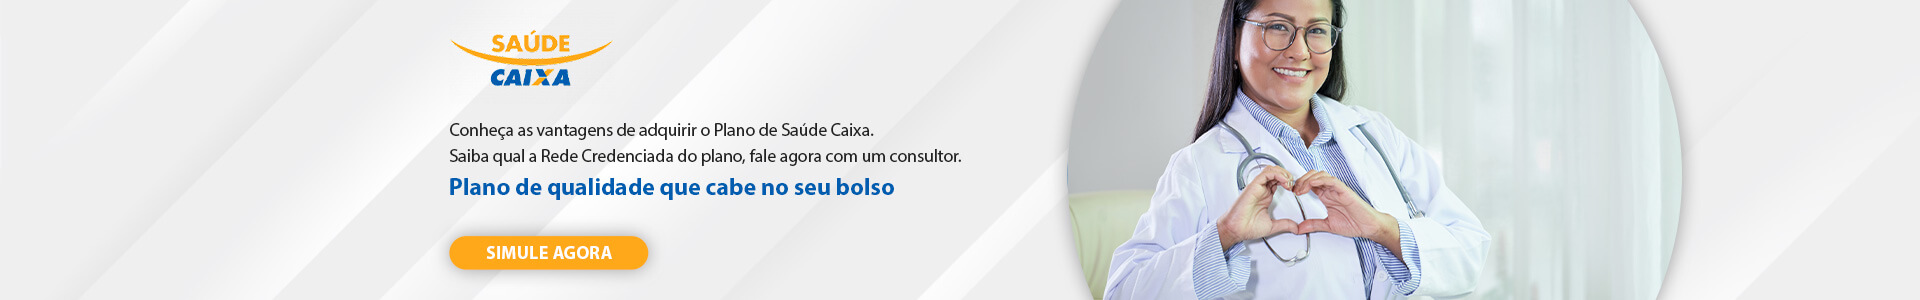 SAÚDE
CAIXA
Conheça as vantagens de adquirir o Plano de Saúde Caixa.
Saiba qual a Rede Credenciada do plano, fale agora com um consultor.
Plano de qualidade que cabe no seu bolso
SIMULE AGORA